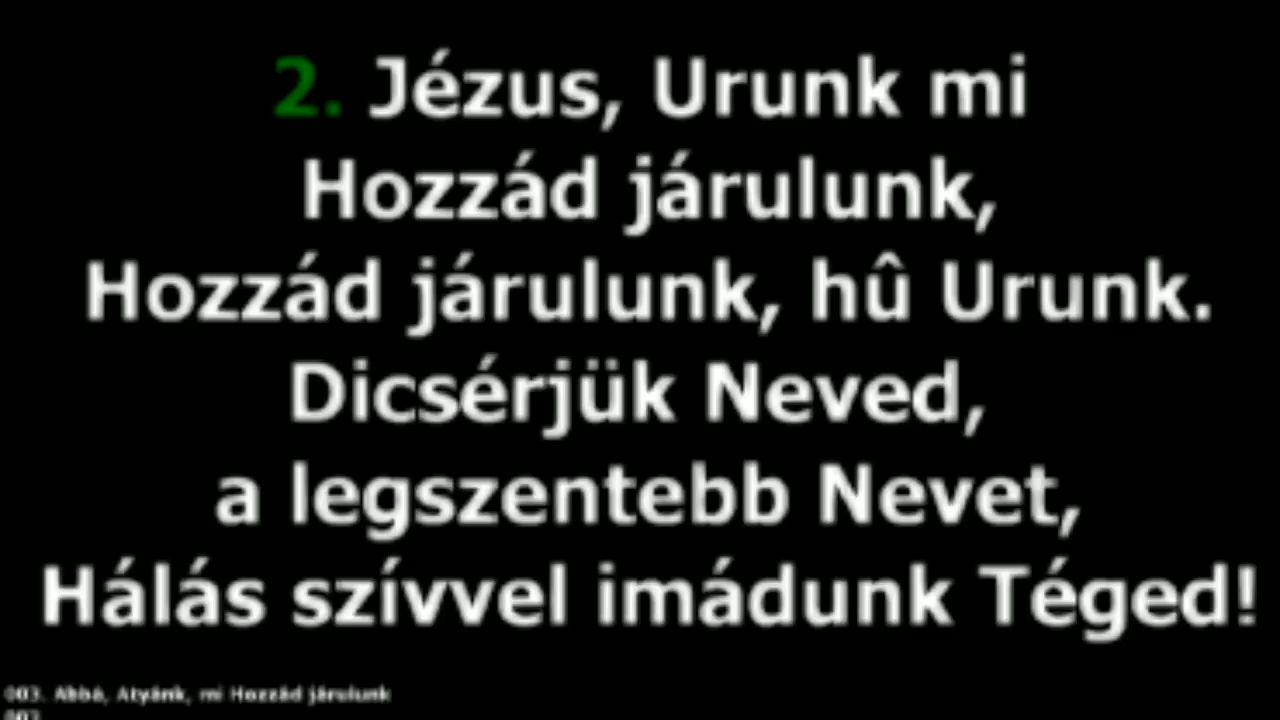 2. Jézus, Urunk mi
Hozzád járulunk,
Hozzád járulunk, hû Urunk.
Dicsérjük Neved,
a legszentebb Nevet,
Hálás szívvel imádunk Téged!
003. Abbá, Atyánk, mi Hozzád járulunk